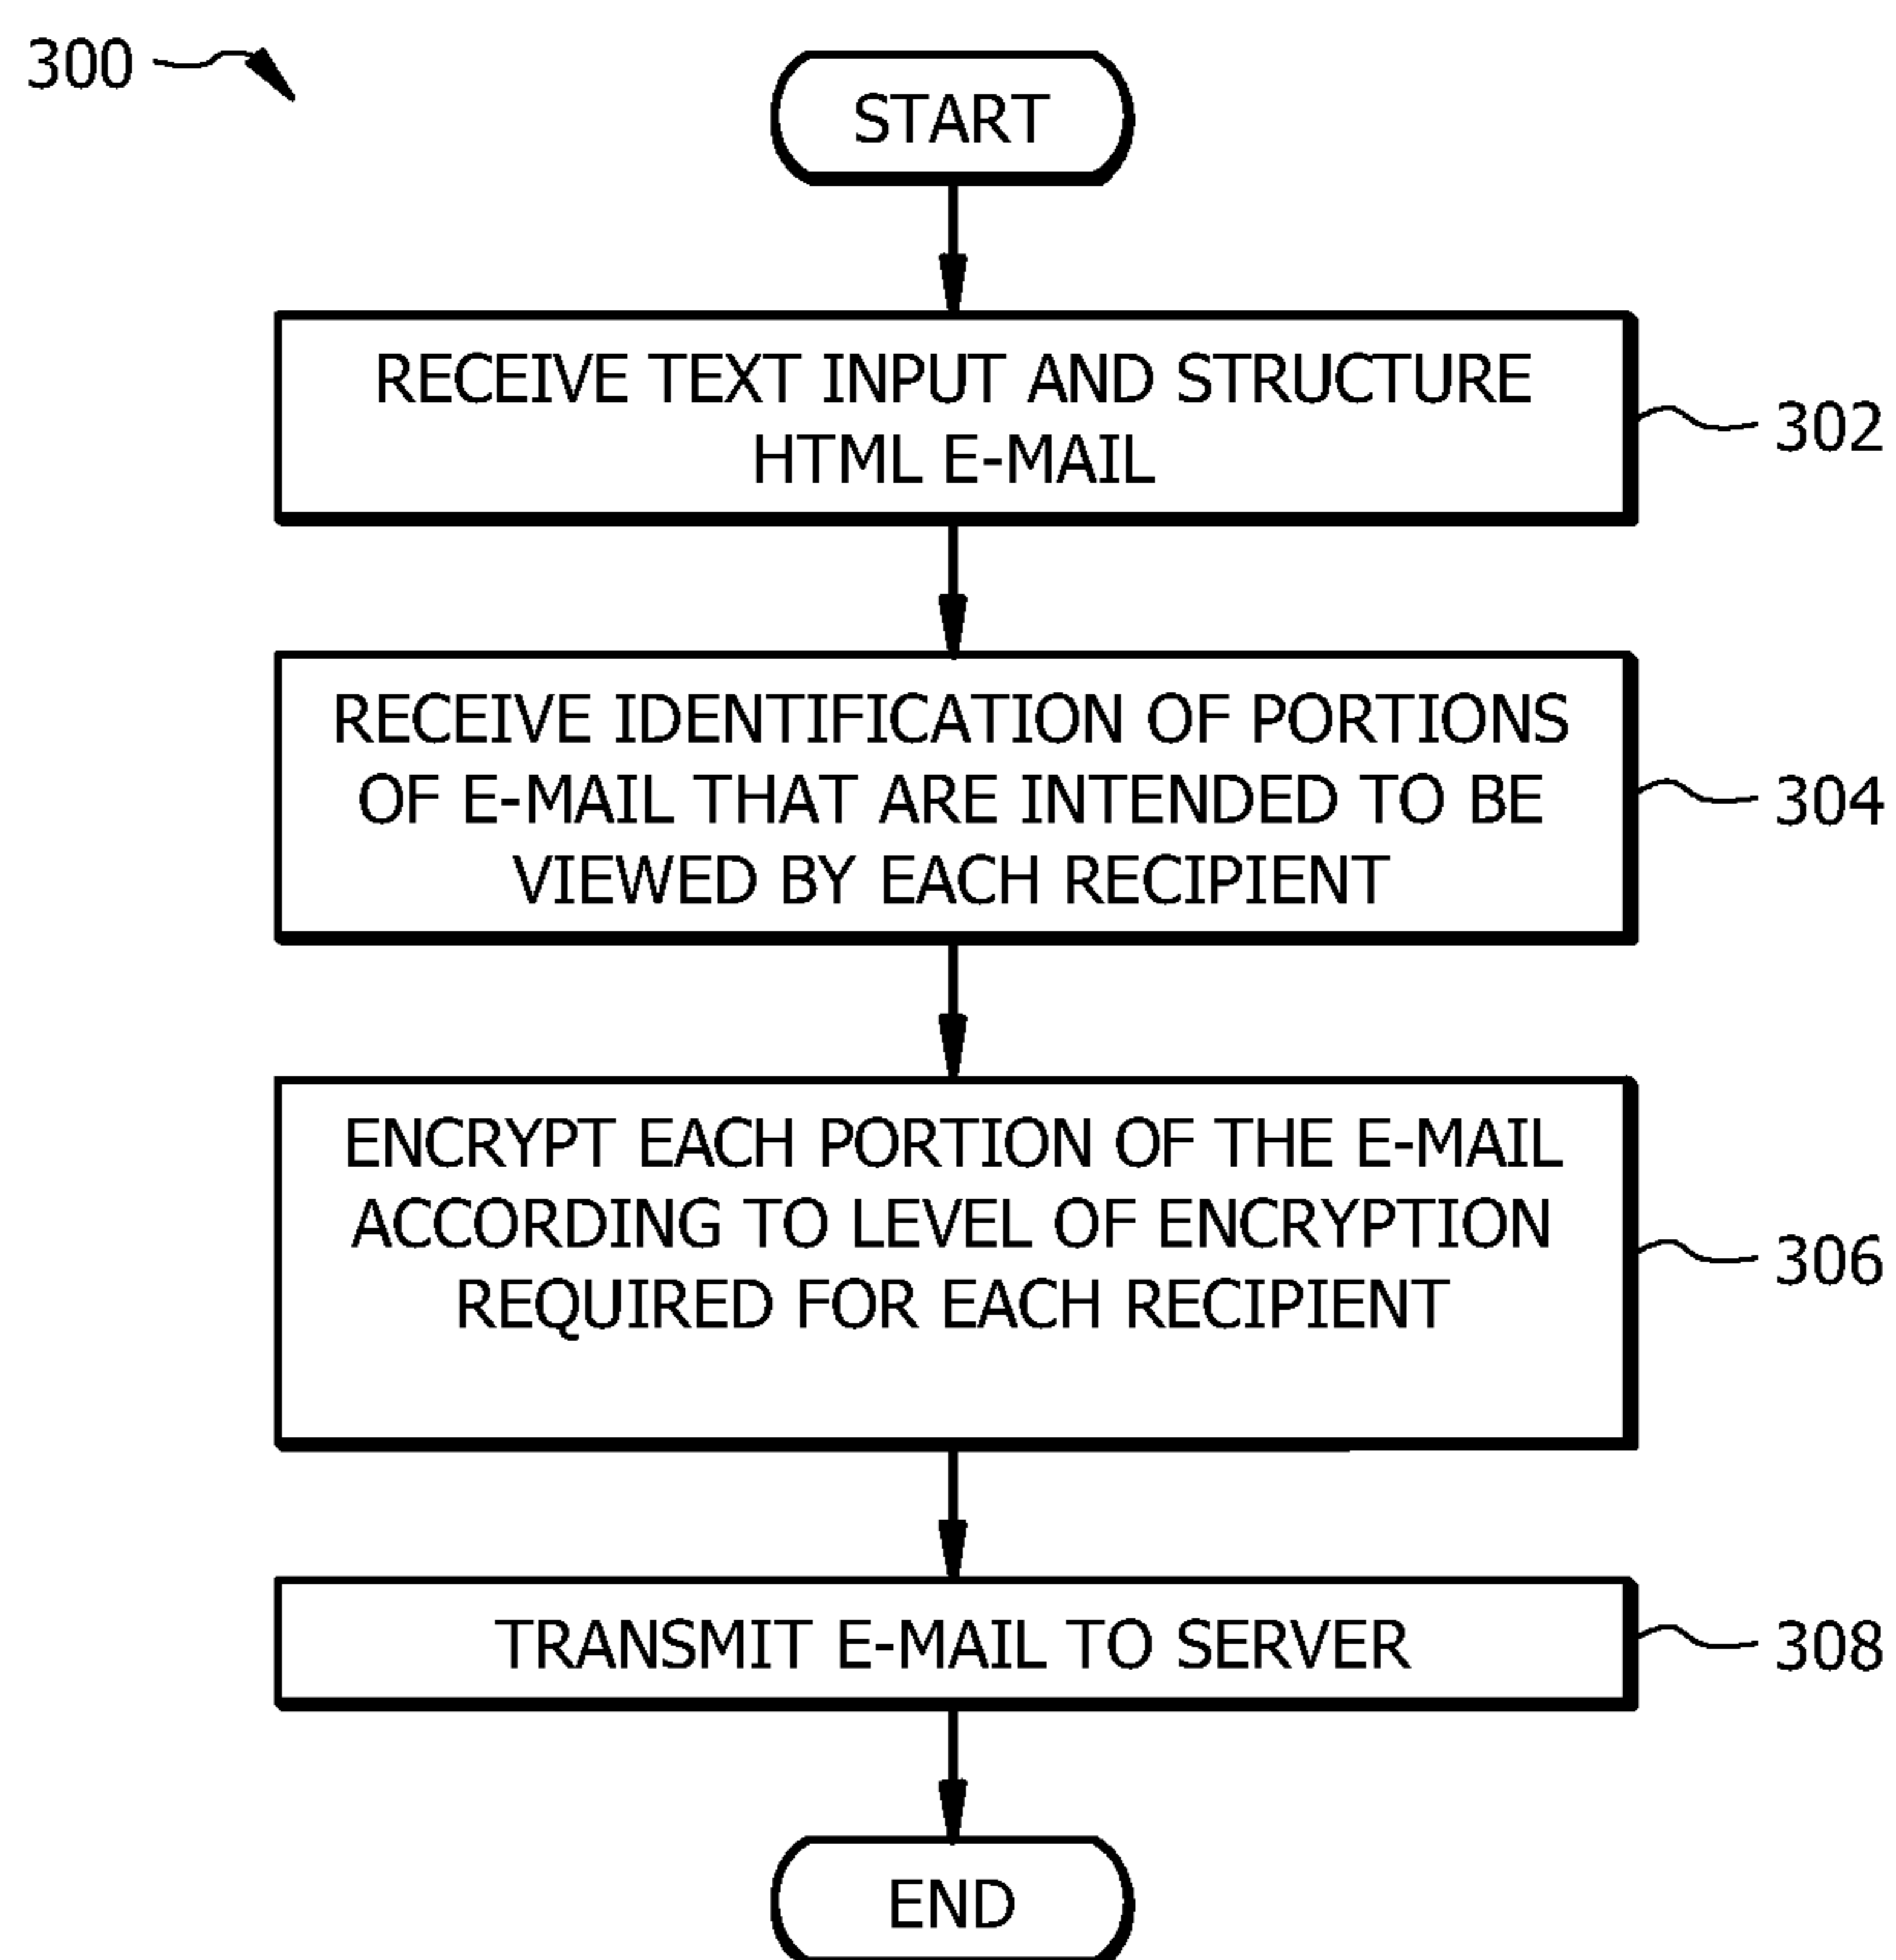 300
START
RECEIVE TEXT INPUT AND STRUCTURE
HTML E-MAIL
302
RECEIVE IDENTIFICATION OF PORTIONS
OF E-MAIL THAT ARE INTENDED TO BE
VIEWED BY EACH RECIPIENT
304
ENCRYPT EACH PORTION OF THE E-MAIL
ACCORDING TO LEVEL OF ENCRYPTION
REQUIRED FOR EACH RECIPIENT
306
TRANSMIT E-MAIL TO SERVER
308
END